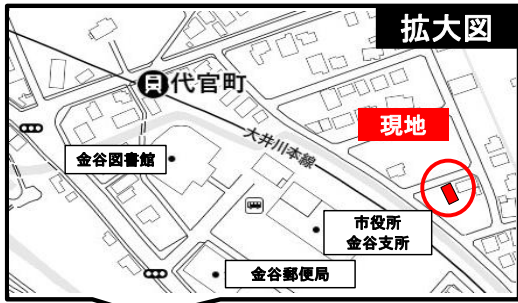 拡大図
代官町
現地
大井川本線
金谷図書館
市役所
金谷支所
金谷郵便局